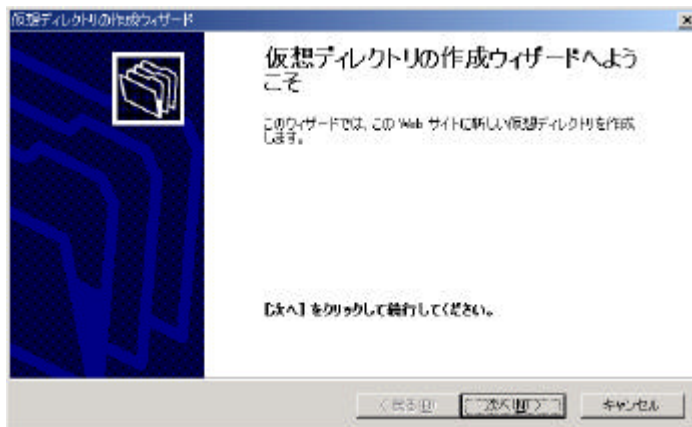 仮想ディレクトリの作成ウィザード
仮想ディレクトリの作成ウィザードへよう
こそ
このウィザードでは、この Web サイトに新しい仮想ディレクトリを作成
します。
[次へ] をクリックして続行してください。
< 戻る(B)
次へ(N) >
キャンセル